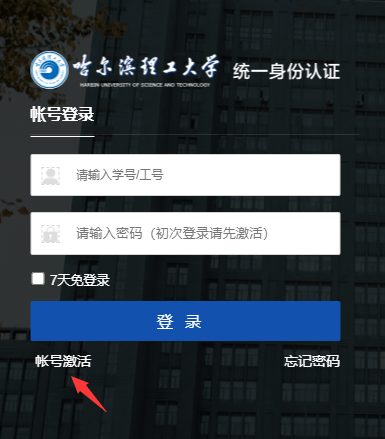 哈尔滨理工大学 统一身份认证
HARBIN UNIVERSITY OF SCIENCE AND TECHNOLOGY
帐号登录
请输入学号/工号
请输入密码（初次登录请先激活）
7天免登录
登 录
帐号激活 忘记密码